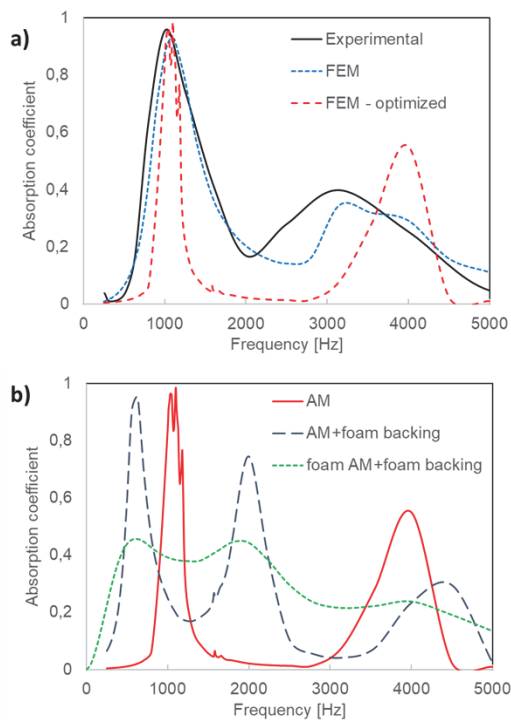 a)
Absorption coefficient
1
0,8
0,6
0,4
0,2
0
Experimental
FEM
FEM - optimized
0 1000 2000 3000 4000 5000
Frequency [Hz]
b)
Absorption coefficient
1
0,8
0,6
0,4
0,2
0
AM
AM+foam backing
foam AM+foam backing
0 1000 2000 3000 4000 5000
Frequency [Hz]